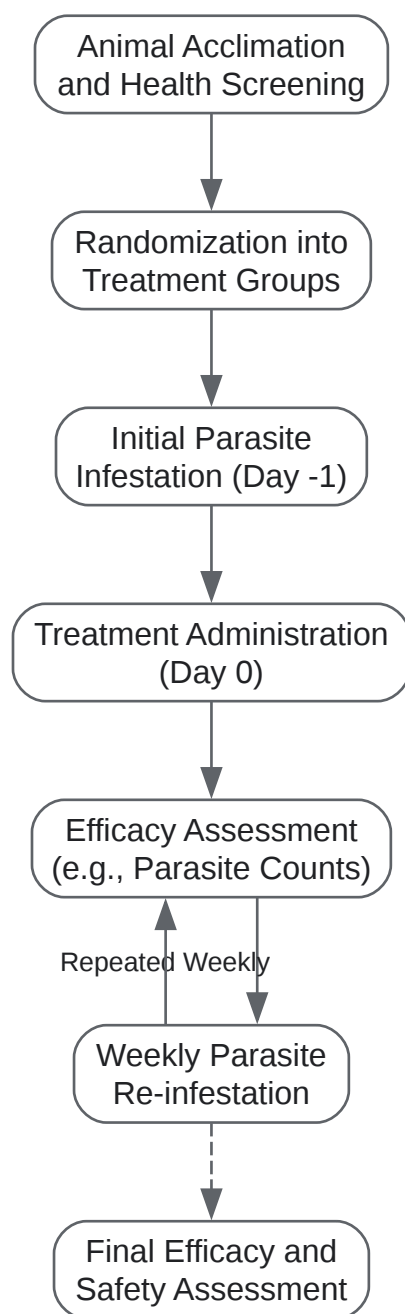 Animal Acclimation
and Health Screening
Randomization into
Treatment Groups
Initial Parasite
Infestation (Day -1)
Treatment Administration
(Day 0)
Efficacy Assessment
(e.g., Parasite Counts)
Repeated Weekly
Weekly Parasite
Re-infestation
Final Efficacy and
Safety Assessment